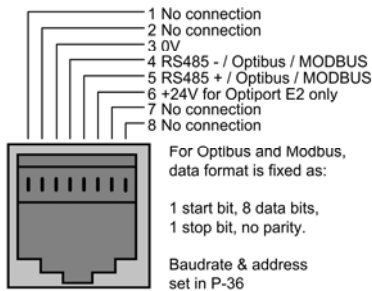 1 No connection
2 No connection
3 0V
4 RS485 - / Optibus / MODBUS
5 RS485 + / Optibus / MODBUS
6 +24V for Optiport E2 only
7 No connection
8 No connection
For Optibus and Modbus,
data format is fixed as:
1 start bit, 8 data bits,
1 stop bit, no parity.
Baudrate & address
set in P-36